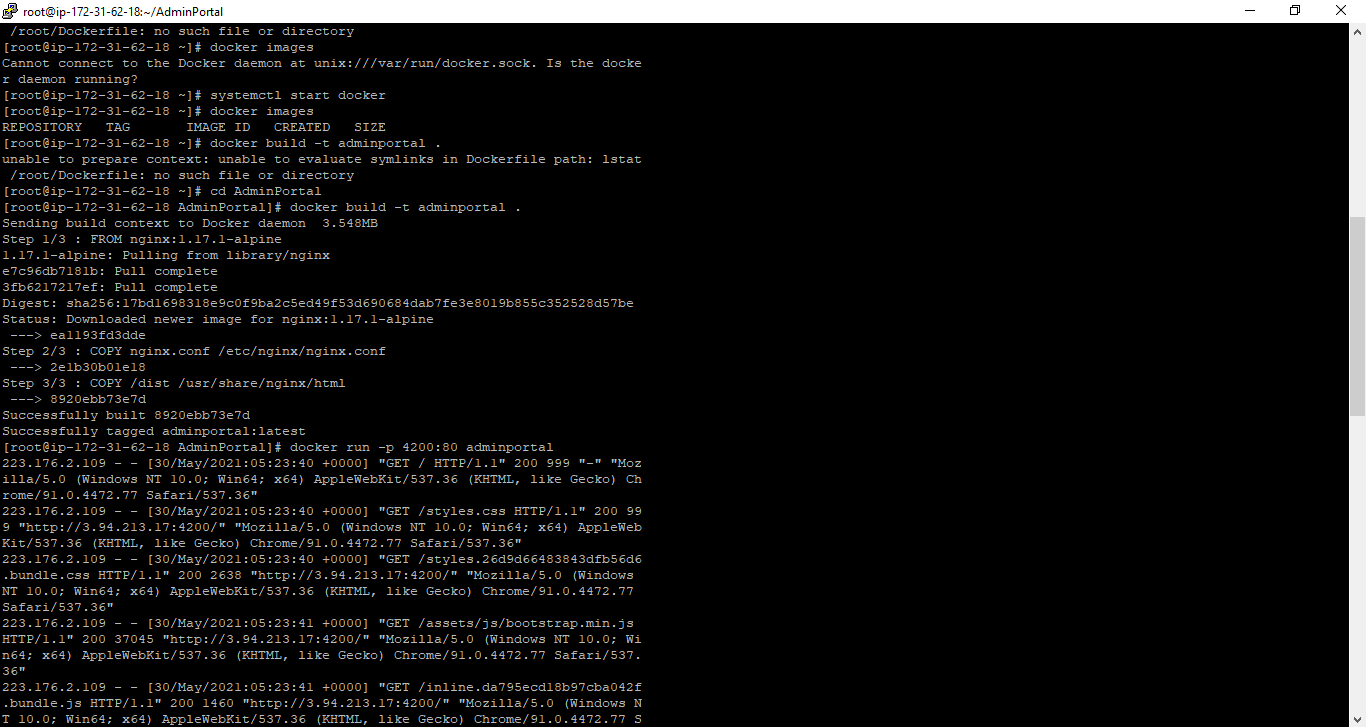 root@ip-172-31-62-18:~/AdminPortal
 /root/Dockerfile: no such file or directory
[root@ip-172-31-62-18 ~]# docker images
Cannot connect to the Docker daemon at unix:///var/run/docker.sock. Is the docke
r daemon running?
[root@ip-172-31-62-18 ~]# systemctl start docker
[root@ip-172-31-62-18 ~]# docker images
REPOSITORY   TAG       IMAGE ID   CREATED   SIZE
[root@ip-172-31-62-18 ~]# docker build -t adminportal .
unable to prepare context: unable to evaluate symlinks in Dockerfile path: lstat
 /root/Dockerfile: no such file or directory
[root@ip-172-31-62-18 ~]# cd AdminPortal
[root@ip-172-31-62-18 AdminPortal]# docker build -t adminportal .
Sending build context to Docker daemon  3.548MB
Step 1/3 : FROM nginx:1.17.1-alpine
1.17.1-alpine: Pulling from library/nginx
e7c96db7181b: Pull complete
3fb6217217ef: Pull complete
Digest: sha256:17bd1698318e9c0f9ba2c5ed49f53d690684dab7fe3e8019b855c352528d57be
Status: Downloaded newer image for nginx:1.17.1-alpine
 ---> ea1193fd3dde
Step 2/3 : COPY nginx.conf /etc/nginx/nginx.conf
 ---> 2e1b30b01e18
Step 3/3 : COPY /dist /usr/share/nginx/html
 ---> 8920ebb73e7d
Successfully built 8920ebb73e7d
Successfully tagged adminportal:latest
[root@ip-172-31-62-18 AdminPortal]# docker run -p 4200:80 adminportal
223.176.2.109 - - [30/May/2021:05:23:40 +0000] "GET / HTTP/1.1" 200 999 "-" "Moz
illa/5.0 (Windows NT 10.0; Win64; x64) AppleWebKit/537.36 (KHTML, like Gecko) Ch
rome/91.0.4472.77 Safari/537.36"
223.176.2.109 - - [30/May/2021:05:23:40 +0000] "GET /styles.css HTTP/1.1" 200 99
9 "http://3.94.213.17:4200/" "Mozilla/5.0 (Windows NT 10.0; Win64; x64) AppleWeb
Kit/537.36 (KHTML, like Gecko) Chrome/91.0.4472.77 Safari/537.36"
223.176.2.109 - - [30/May/2021:05:23:40 +0000] "GET /styles.26d9d66483843dfb56d6
.bundle.css HTTP/1.1" 200 2638 "http://3.94.213.17:4200/" "Mozilla/5.0 (Windows
NT 10.0; Win64; x64) AppleWebKit/537.36 (KHTML, like Gecko) Chrome/91.0.4472.77
Safari/537.36"
223.176.2.109 - - [30/May/2021:05:23:41 +0000] "GET /assets/js/bootstrap.min.js
HTTP/1.1" 200 37045 "http://3.94.213.17:4200/" "Mozilla/5.0 (Windows NT 10.0; Wi
n64; x64) AppleWebKit/537.36 (KHTML, like Gecko) Chrome/91.0.4472.77 Safari/537.
36"
223.176.2.109 - - [30/May/2021:05:23:41 +0000] "GET /inline.da795ecd18b97cba042f
.bundle.js HTTP/1.1" 200 1460 "http://3.94.213.17:4200/" "Mozilla/5.0 (Windows N
T 10.0; Win64; x64) AppleWebKit/537.36 (KHTML, like Gecko) Chrome/91.0.4472.77 S